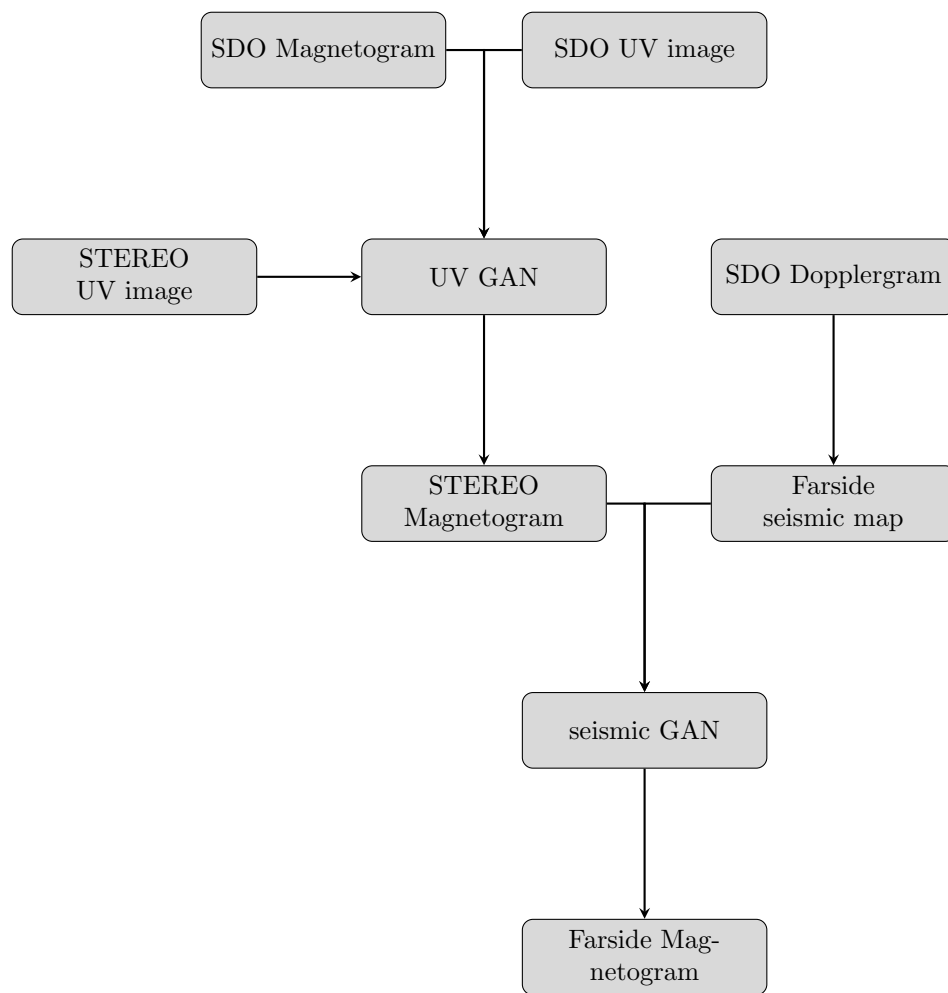 SDO Magnetogram
SDO UV image
STEREO
UV image
UV GAN
SDO Dopplergram
STEREO
Magnetogram
Farside
seismic map
seismic GAN
Farside Mag-
netogram